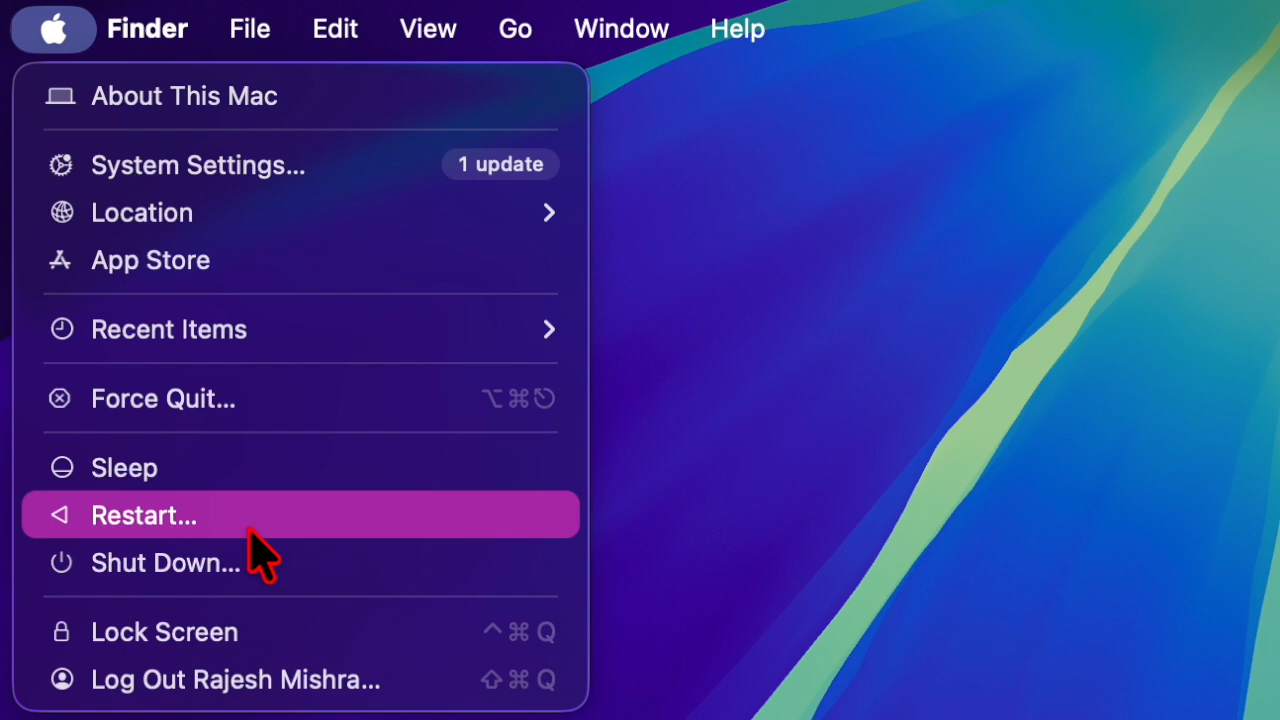 Finder File Edit View Go Window Help
About This Mac
System Settings... 1 update
Location
App Store
Recent Items
Force Quit... ⌥⌘⎋
Sleep
Restart...
Shut Down...
Lock Screen ^⌘Q
Log Out Rajesh Mishra... ⇧⌘Q